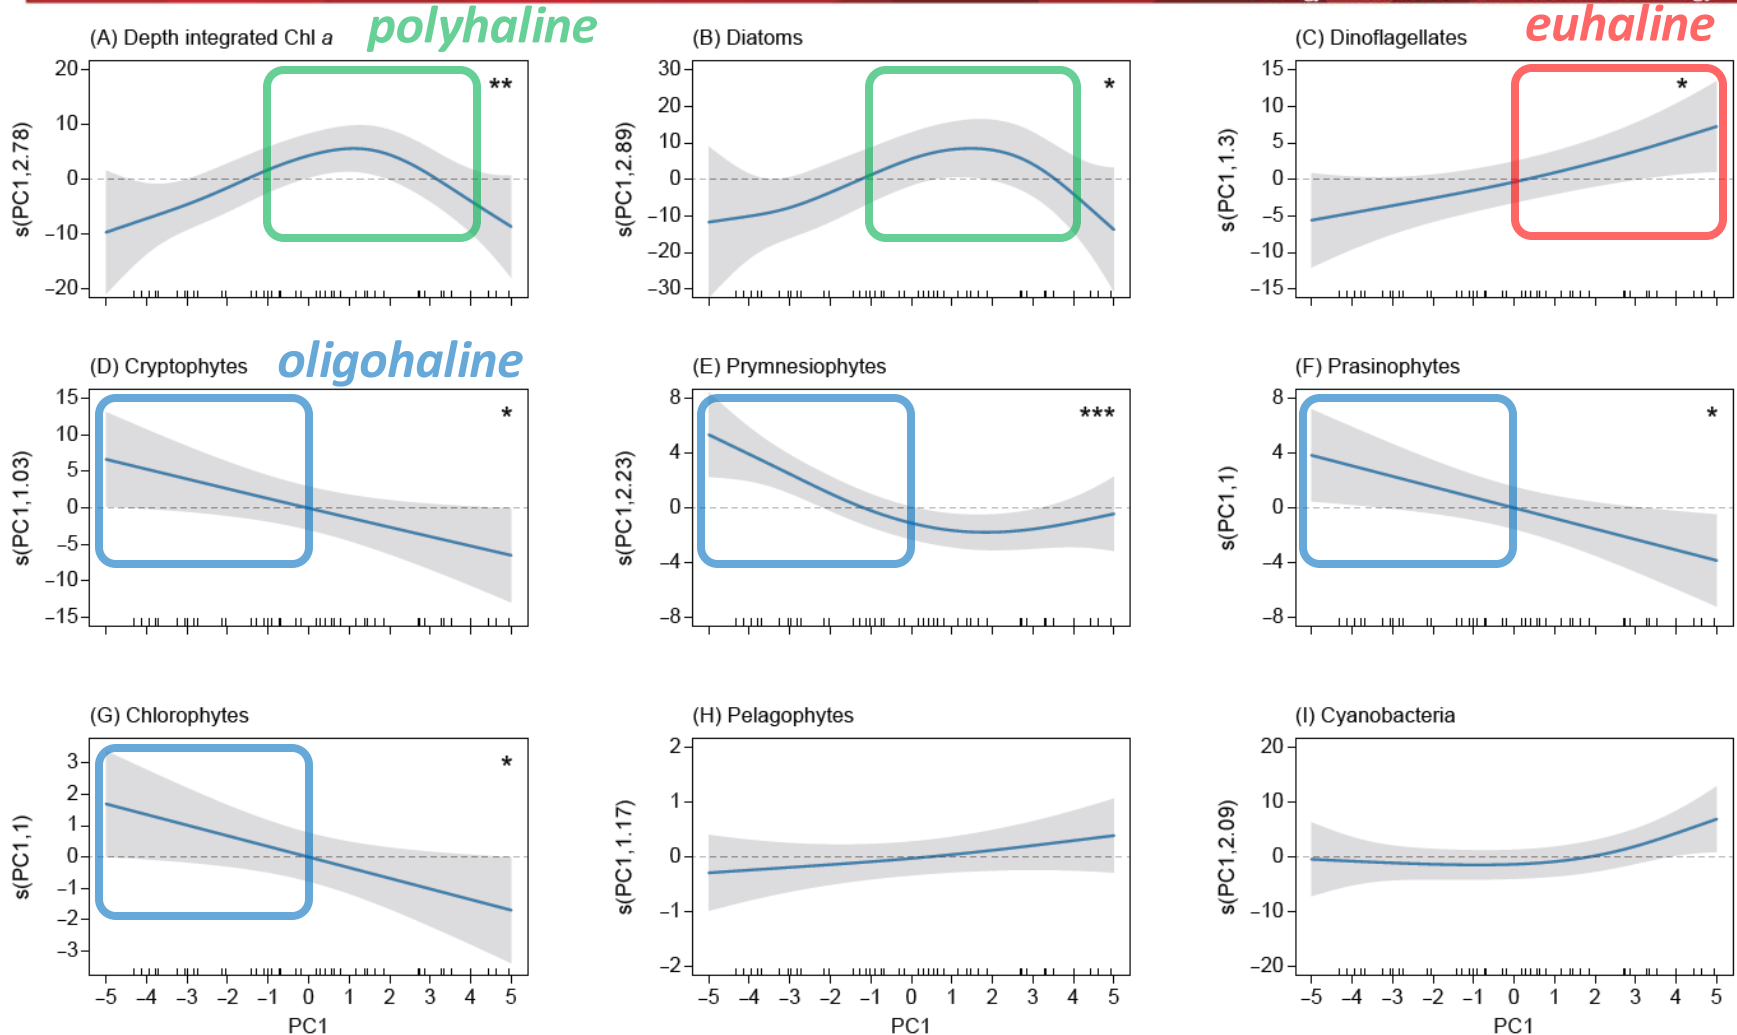 polyhaline
euhaline
(A) Depth integrated Chl a
(B) Diatoms
(C) Dinoflagellates
s(PC1,2.78)
20
10
0
−10
−20
**
s(PC1,2.89)
30
20
10
0
−10
−20
−30
*
s(PC1,1.3)
15
10
5
0
−5
−10
−15
*
oligohaline
(D) Cryptophytes
(E) Prymnesiophytes
(F) Prasinophytes
s(PC1,1.03)
15
10
5
0
−5
−10
−15
*
s(PC1,2.23)
8
4
0
−4
−8
***
s(PC1,1)
8
4
0
−4
−8
*
(G) Chlorophytes
(H) Pelagophytes
(I) Cyanobacteria
s(PC1,1)
3
2
1
0
−1
−2
−3
*
−5 −4 −3 −2 −1 0 1 2 3 4 5
PC1
s(PC1,1.17)
2
1
0
−1
−2
−5 −4 −3 −2 −1 0 1 2 3 4 5
PC1
s(PC1,2.09)
20
10
0
−10
−20
−5 −4 −3 −2 −1 0 1 2 3 4 5
PC1